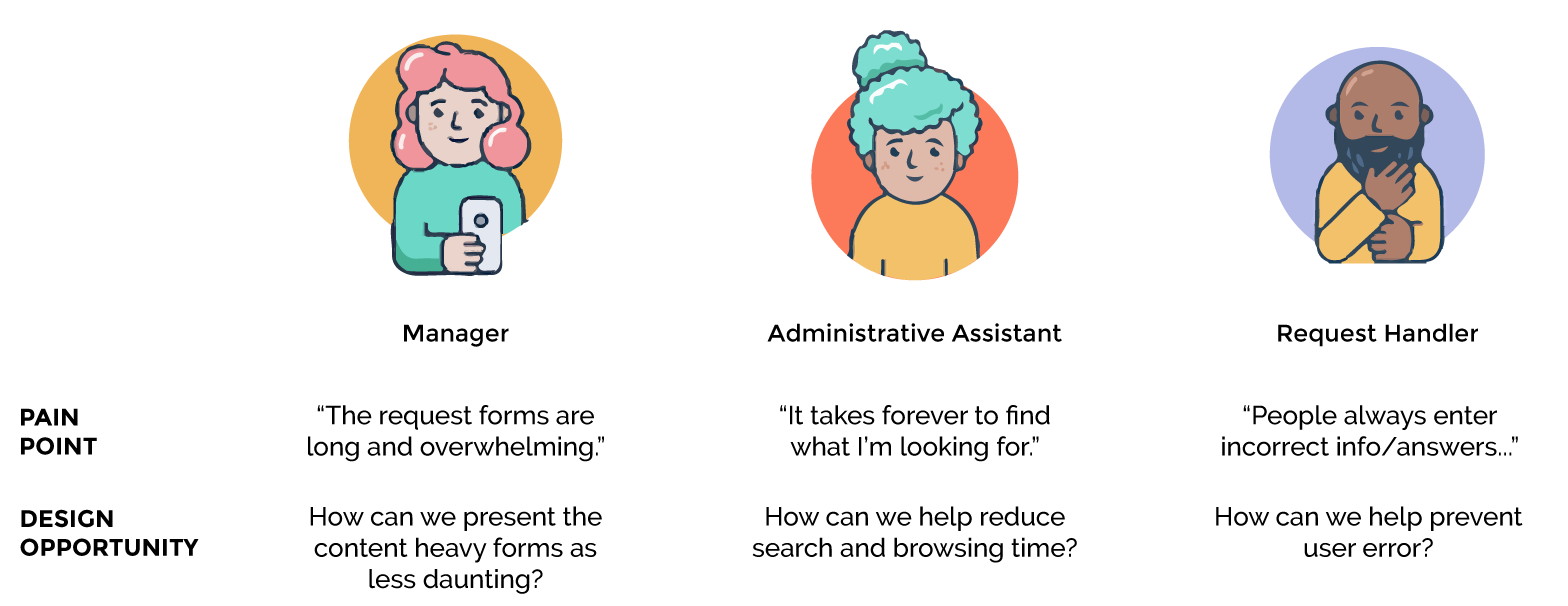 Manager
Administrative Assistant
Request Handler
PAIN
POINT
“The request forms are
long and overwhelming.”
“It takes forever to find
what I’m looking for.”
“People always enter
incorrect info/answers...”
DESIGN
OPPORTUNITY
How can we present the
content heavy forms as
less daunting?
How can we help reduce
search and browsing time?
How can we help prevent
user error?